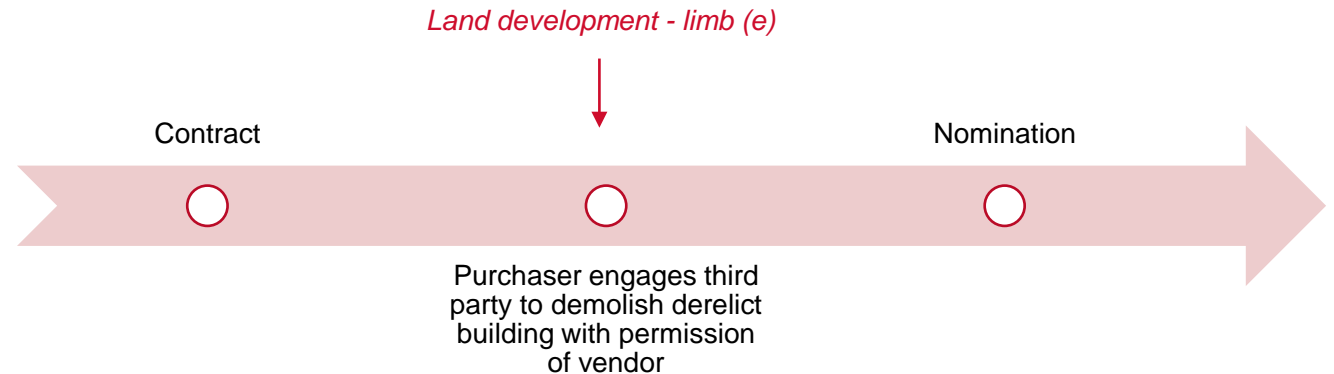 Land development - limb (e)
Contract
Nomination
Purchaser engages third
party to demolish derelict
building with permission
of vendor